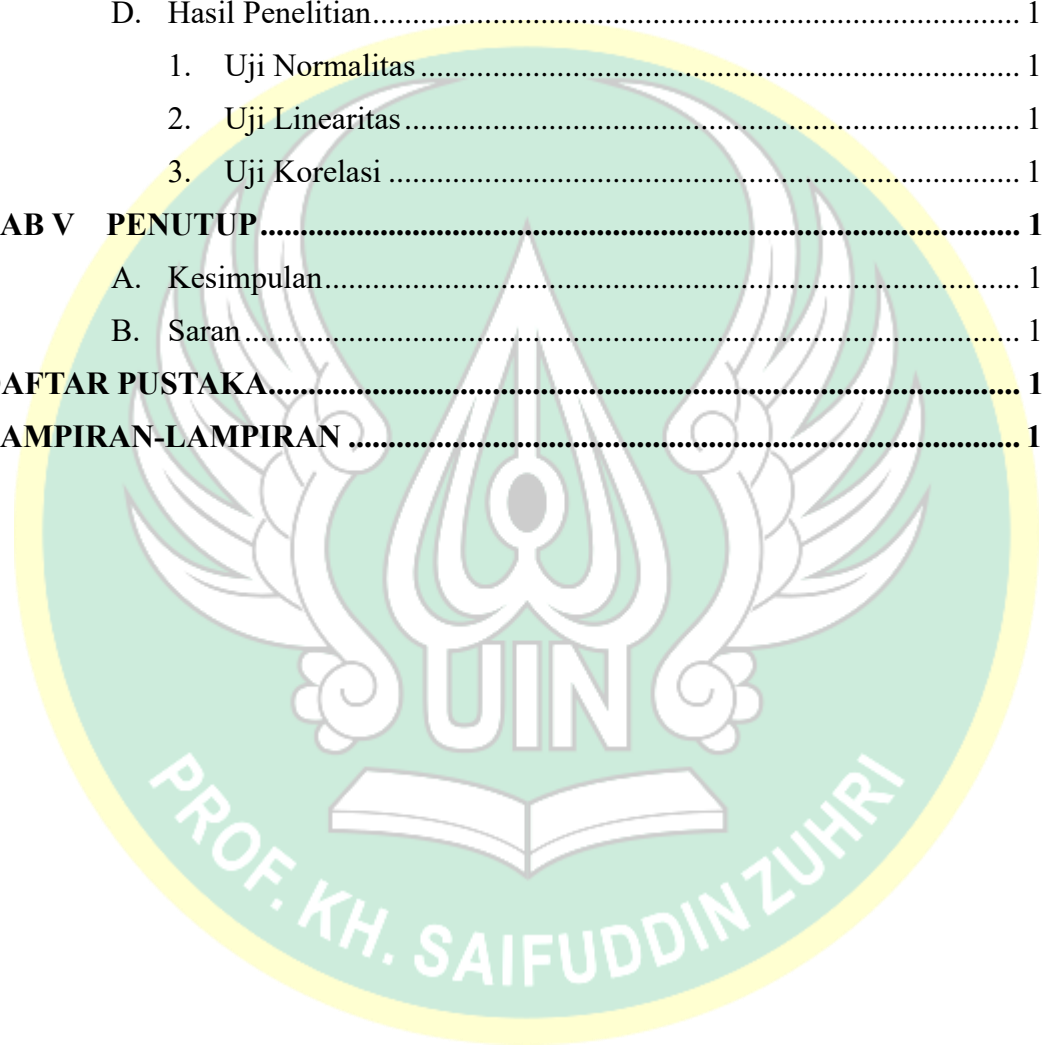 D. Hasil Penelitian........................................................................ 1
1. Uji Normalitas .................................................................. 1
2. Uji Linearitas .................................................................... 1
3. Uji Korelasi ...................................................................... 1
AB V PENUTUP.................................................................................... 1
A. Kesimpulan............................................................................. 1
B. Saran ...................................................................................... 1
AFTAR PUSTAKA................................................................................... 1
AMPIRAN-LAMPIRAN .......................................................................... 1
UIN
PROF. KH. SAIFUDDIN ZUHRI